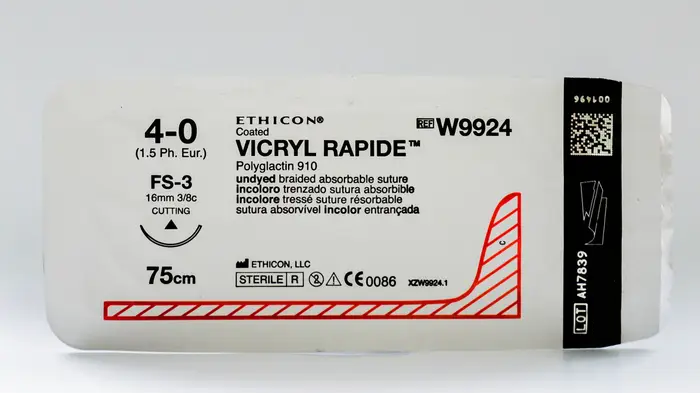 4-0
(1.5 Ph. Eur.)
FS-3
16mm 3/8c
CUTTING
75cm
ETHICON®
Coated
VICRYL RAPIDE™
Polyglactin 910
undyed braided absorbable suture
incoloro trenzado sutura absorbible
incolore tressé suture résorbable
sutura absorvível incolor entrançada
ETHICON, LLC
STERILE R 2 CE 0086
XZW9924.1
REF W9924
C
001496
LOT AH7839